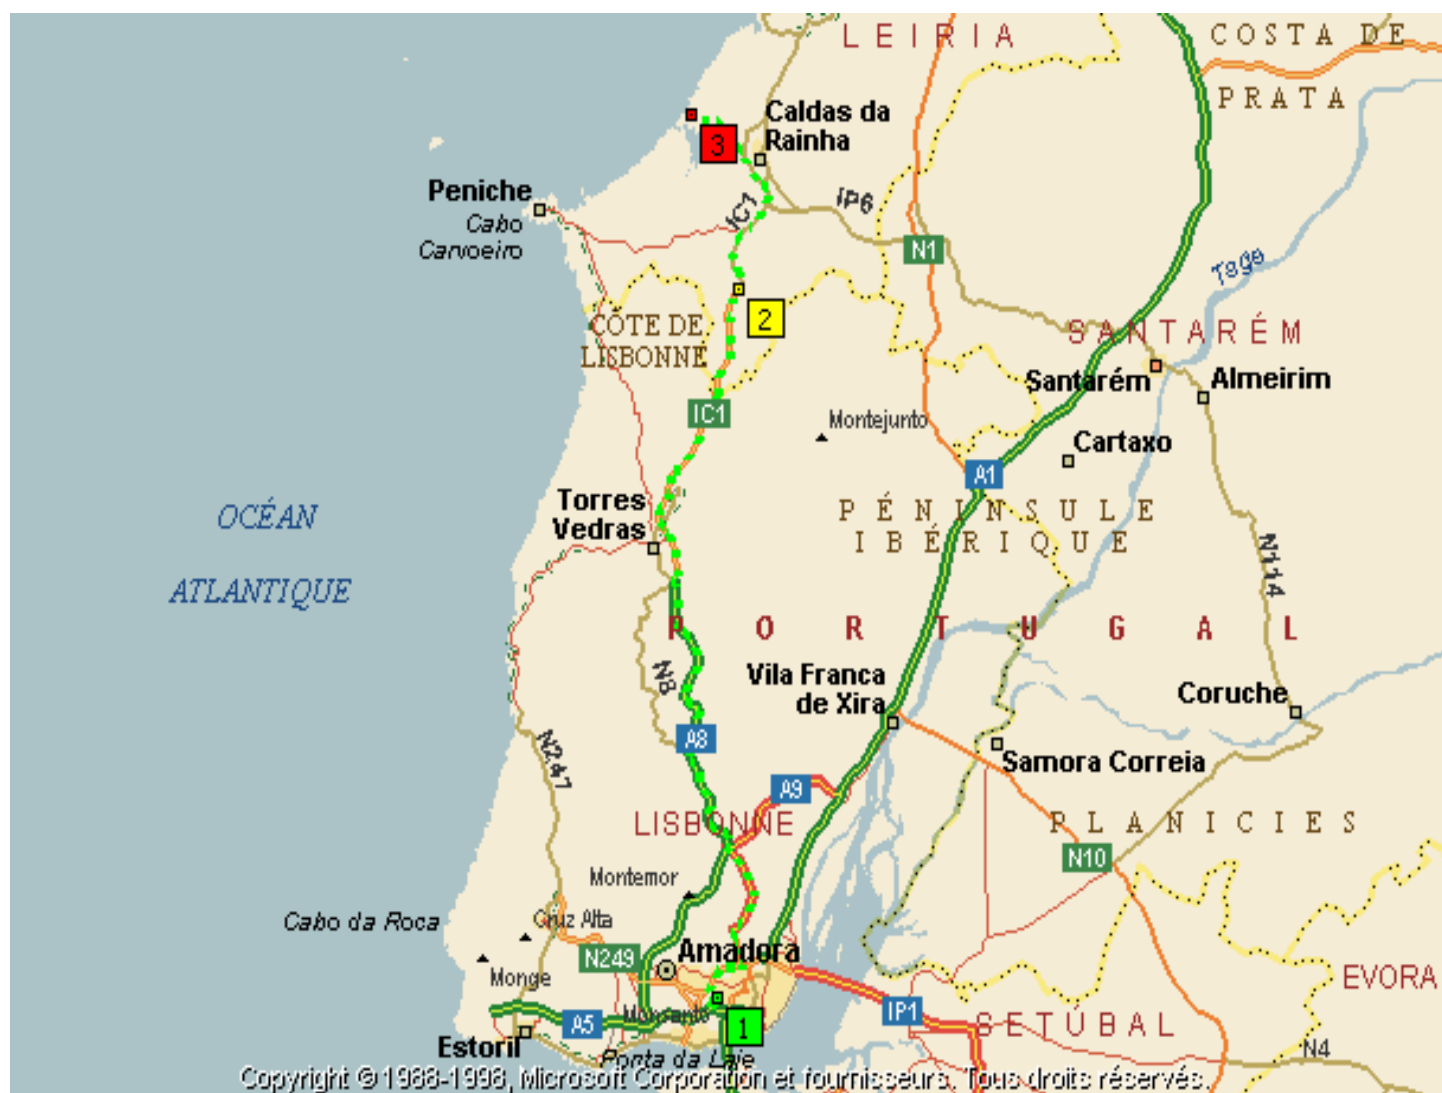 LEIRIA
COSTA DE
PRATA
Caldas da
Rainha
3
Peniche
Cabo
Carvoeiro
IC1
IP6
N1
Tage
2
CÔTE DE
LISBONNE
SANTARÉM
Santarém
Almeirim
IC1
Montejunto
Cartaxo
A1
Torres
Vedras
PÉNINSULE
IBÉRIQUE
OCÉAN
ATLANTIQUE
N114
PORTUGAL
N8
Vila Franca
de Xira
Coruche
A8
N247
Samora Correia
A9
LISBONNE
PLANICIES
N10
Montemor
Cabo da Roca
Cruz Alta
N249
Amadora
Monge
EVORA
Monsanto
A5
1
IP1
SETÚBAL
Estoril
Ponta da Laje
N4
Copyright © 1988-1998, Microsoft Corporation et fournisseurs. Tous droits réservés.